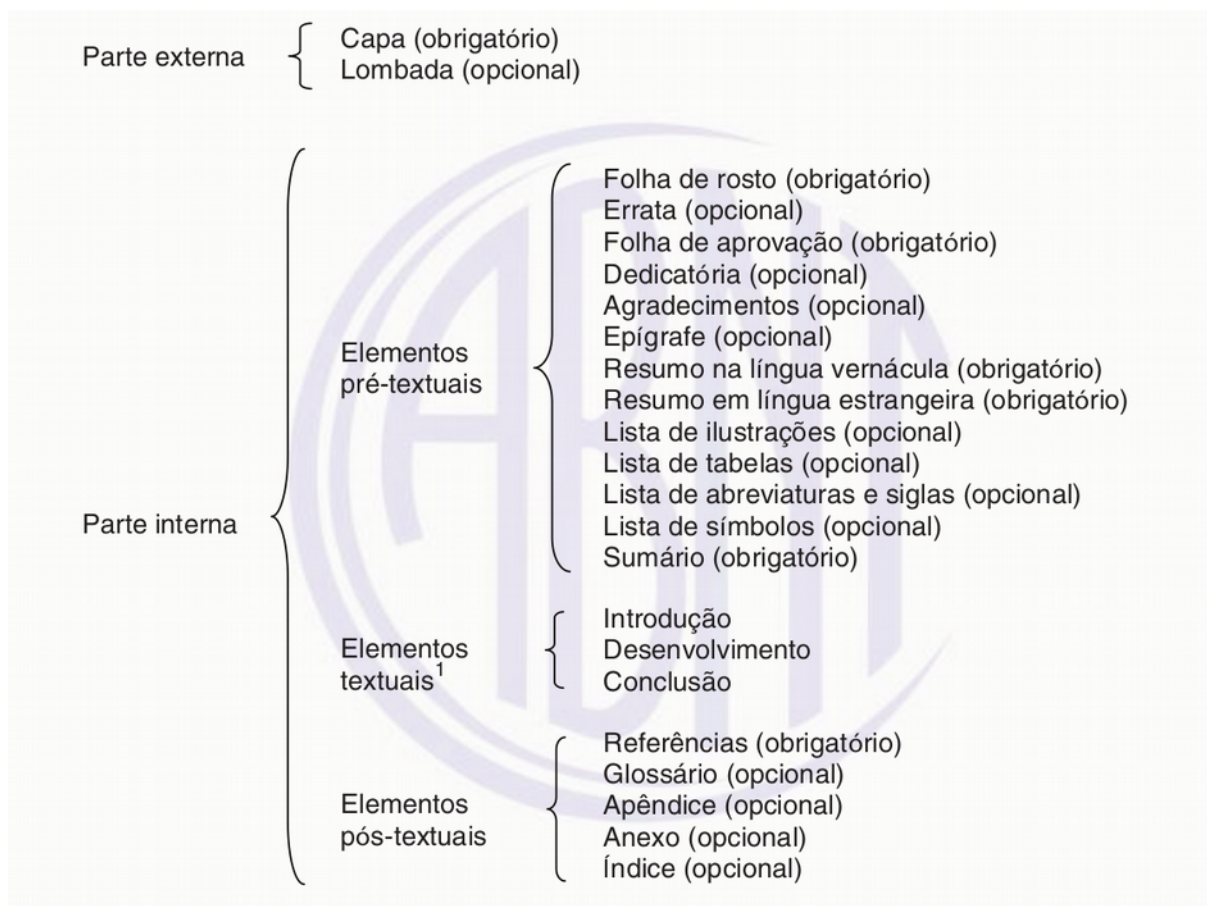 Parte externa
Capa (obrigatório)
Lombada (opcional)
Parte interna
Elementos
pré-textuais
Folha de rosto (obrigatório)
Errata (opcional)
Folha de aprovação (obrigatório)
Dedicatória (opcional)
Agradecimentos (opcional)
Epígrafe (opcional)
Resumo na língua vernácula (obrigatório)
Resumo em língua estrangeira (obrigatório)
Lista de ilustrações (opcional)
Lista de tabelas (opcional)
Lista de abreviaturas e siglas (opcional)
Lista de símbolos (opcional)
Sumário (obrigatório)
Elementos
textuais¹
Introdução
Desenvolvimento
Conclusão
Elementos
pós-textuais
Referências (obrigatório)
Glossário (opcional)
Apêndice (opcional)
Anexo (opcional)
Índice (opcional)
ABNT